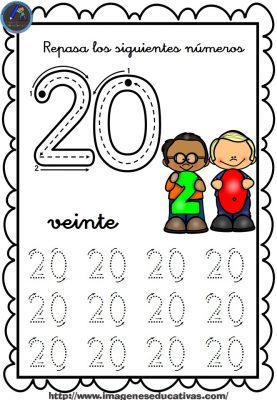 Repasa los siguientes números
1 1
20
2
2 0
veinte
20 20 20 20
20 20 20 20
20 20 20 20
http://www.imageneseducativas.com/